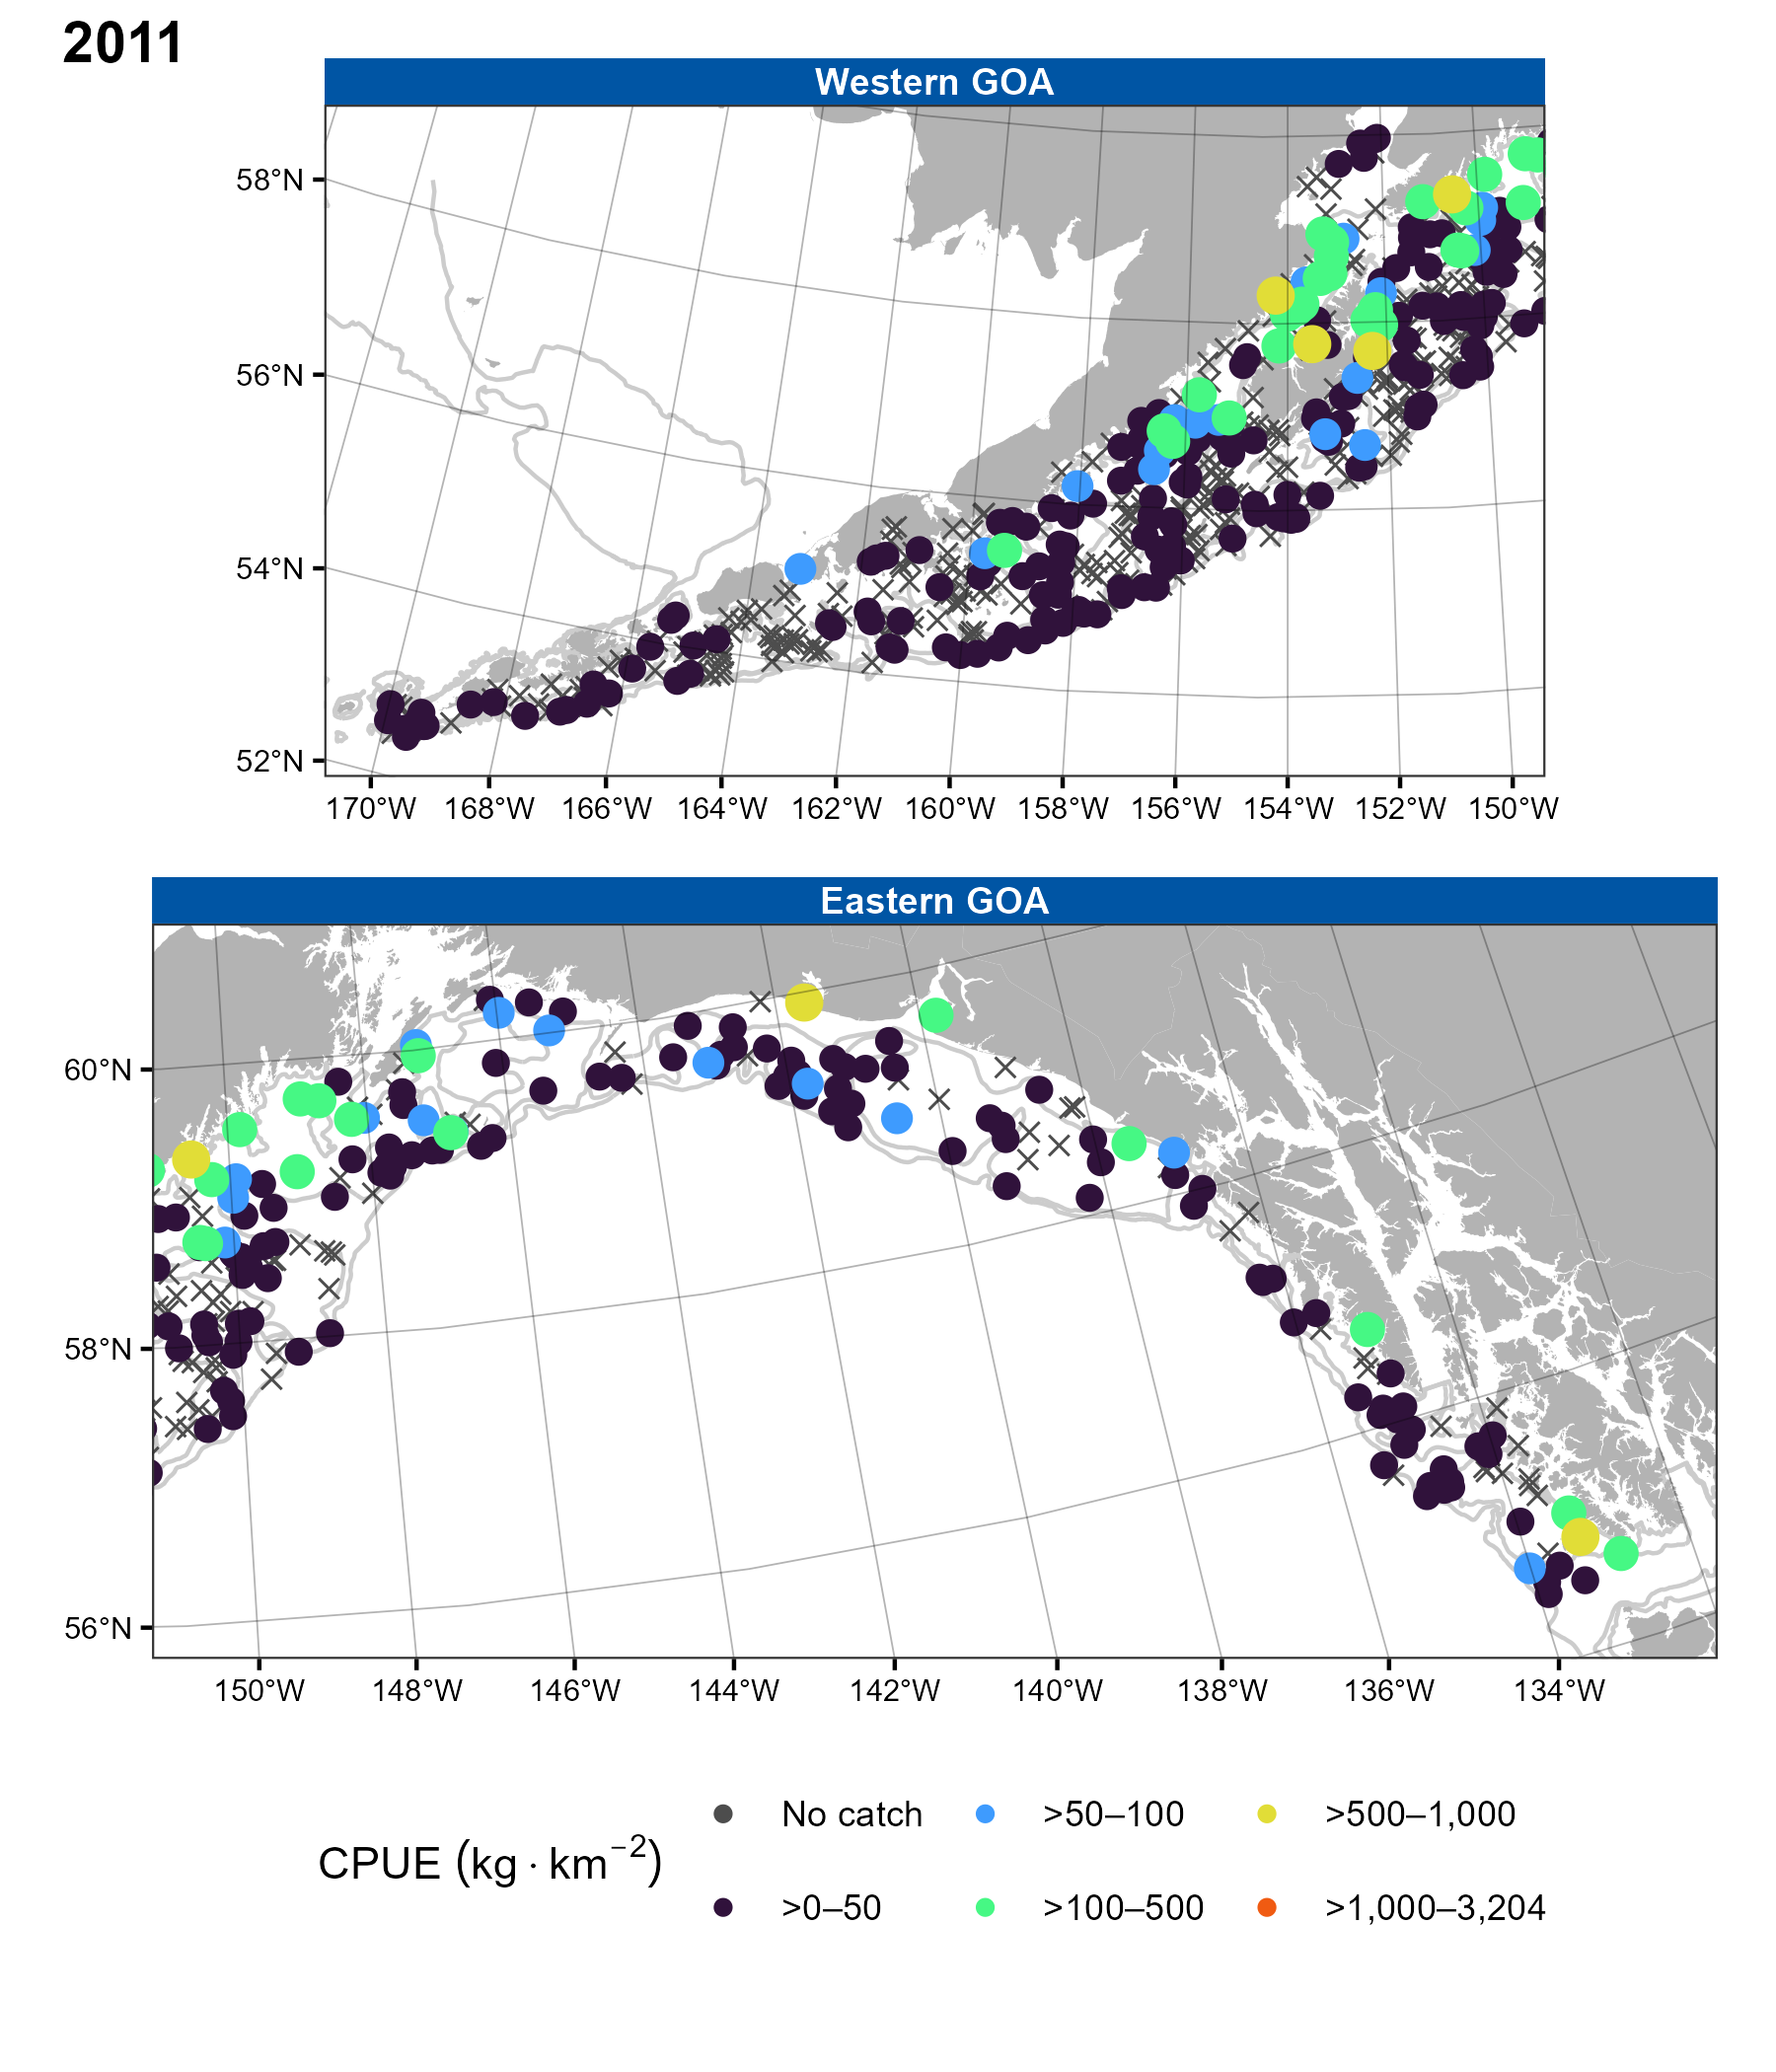 2011
Western GOA
58°N
56°N
54°N
52°N
170°W 168°W 166°W 164°W 162°W 160°W 158°W 156°W 154°W 152°W 150°W
Eastern GOA
60°N
58°N
56°N
150°W 148°W 146°W 144°W 142°W 140°W 138°W 136°W 134°W
CPUE (kg · km⁻²)
No catch >50–100 >500–1,000
>0–50 >100–500 >1,000–3,204